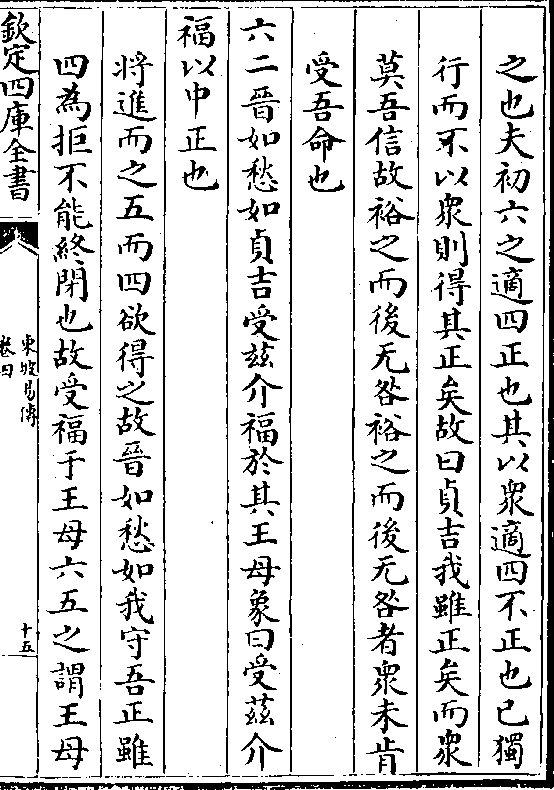 之也夫初六之適四正也其以衆適四不正也已獨
行而不以衆則得其正矣故曰貞吉我雖正矣而衆
莫吾信故裕之而後无咎裕之而後无咎者衆未肯
受吾命也
六二晉如愁如貞吉受兹介福於其王母象曰受兹介
福以中正也
將進而之五而四欲得之故晉如愁如我守吾正雖
四為拒不能終閉也故受福于王母六五之謂王母
欽定四庫全書
東坡易傳
卷四
十五